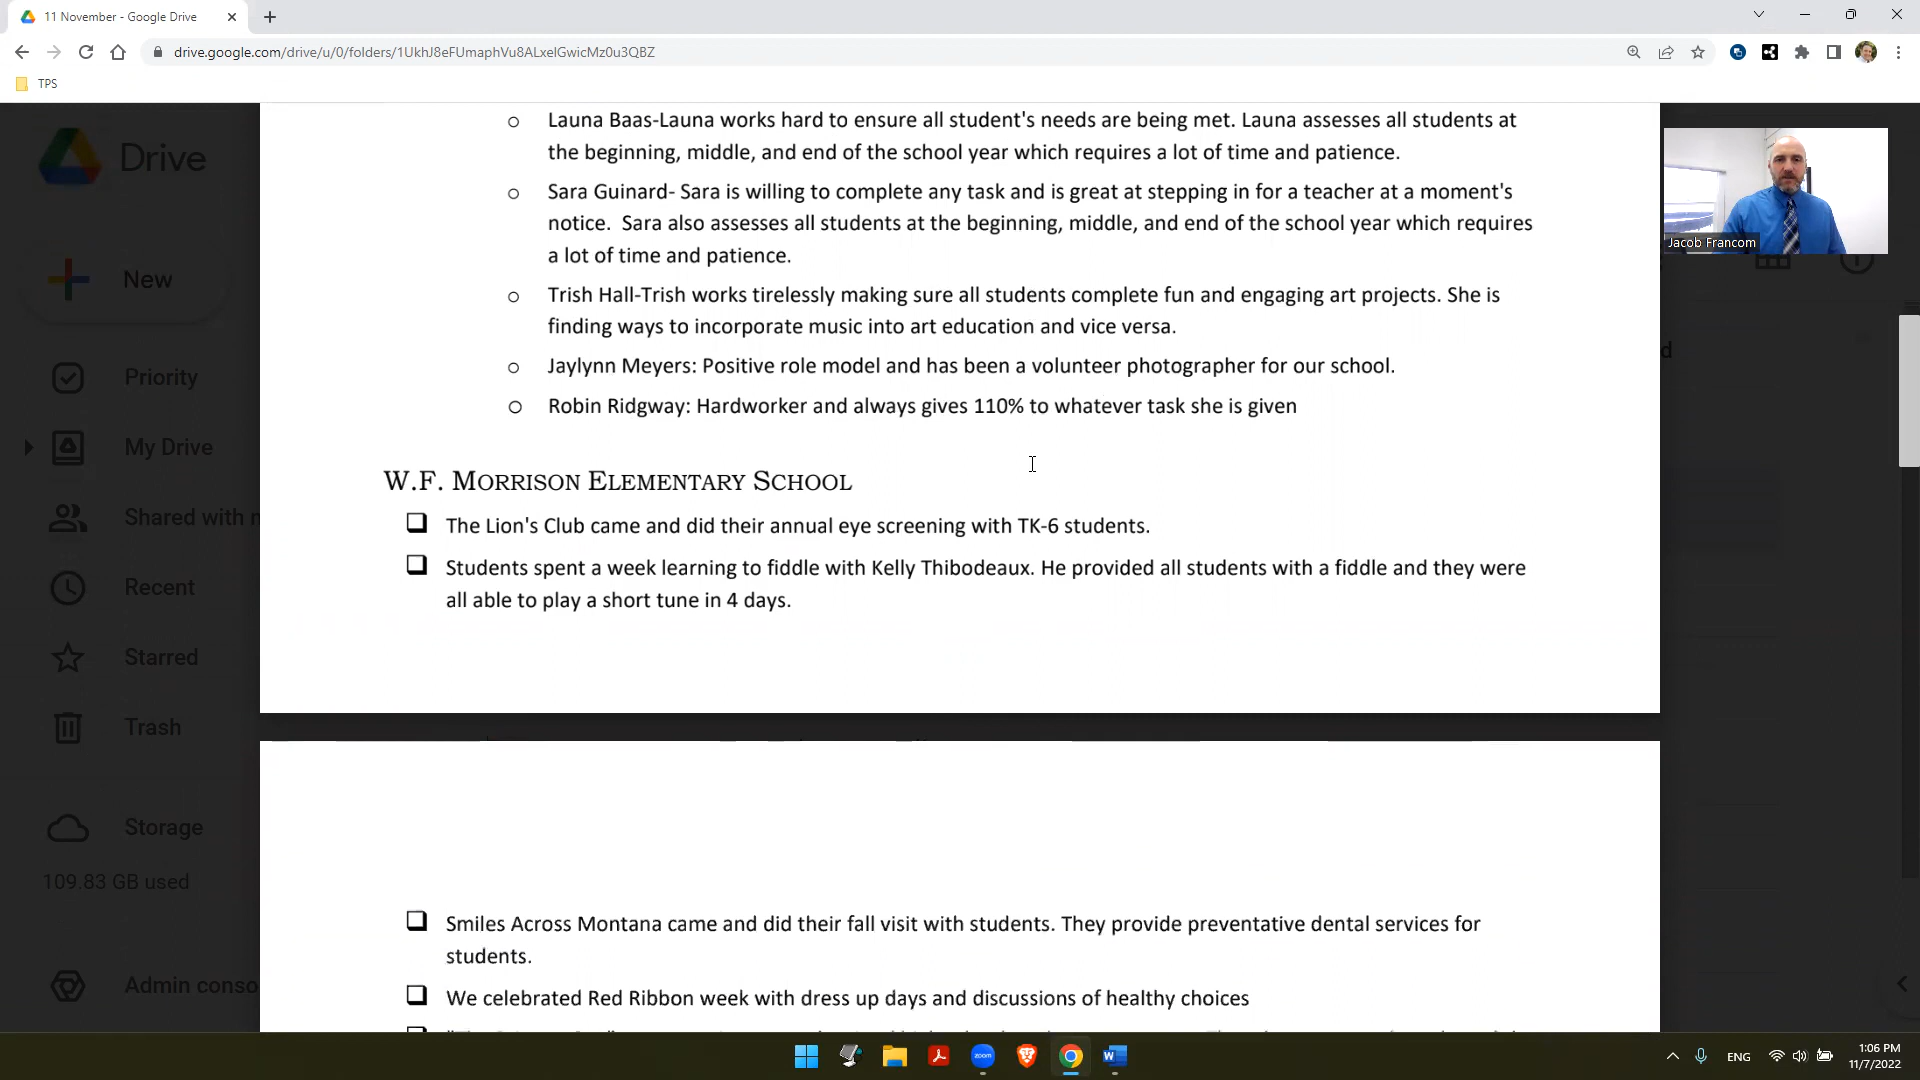 11 November - Google Drive
drive.google.com/drive/u/0/folders/1UkhJ8eFUmaphVu8ALxelGwicMz0u3QBZ
TPS
Drive
New
Priority
My Drive
Shared with
Recent
Starred
Trash
Storage
109.83 GB used
Admin conso
o Launa Baas-Launa works hard to ensure all student's needs are being met. Launa assesses all students at
the beginning, middle, and end of the school year which requires a lot of time and patience.
o Sara Guinard- Sara is willing to complete any task and is great at stepping in for a teacher at a moment's
notice.  Sara also assesses all students at the beginning, middle, and end of the school year which requires
a lot of time and patience.
o Trish Hall-Trish works tirelessly making sure all students complete fun and engaging art projects. She is
finding ways to incorporate music into art education and vice versa.
o Jaylynn Meyers: Positive role model and has been a volunteer photographer for our school.
o Robin Ridgway: Hardworker and always gives 110% to whatever task she is given
W.F. MORRISON ELEMENTARY SCHOOL
❑ The Lion's Club came and did their annual eye screening with TK-6 students.
❑ Students spent a week learning to fiddle with Kelly Thibodeaux. He provided all students with a fiddle and they were
all able to play a short tune in 4 days.
❑ Smiles Across Montana came and did their fall visit with students. They provide preventative dental services for
students.
❑ We celebrated Red Ribbon week with dress up days and discussions of healthy choices
Jacob Francom
zoom
ENG
1:06 PM
11/7/2022